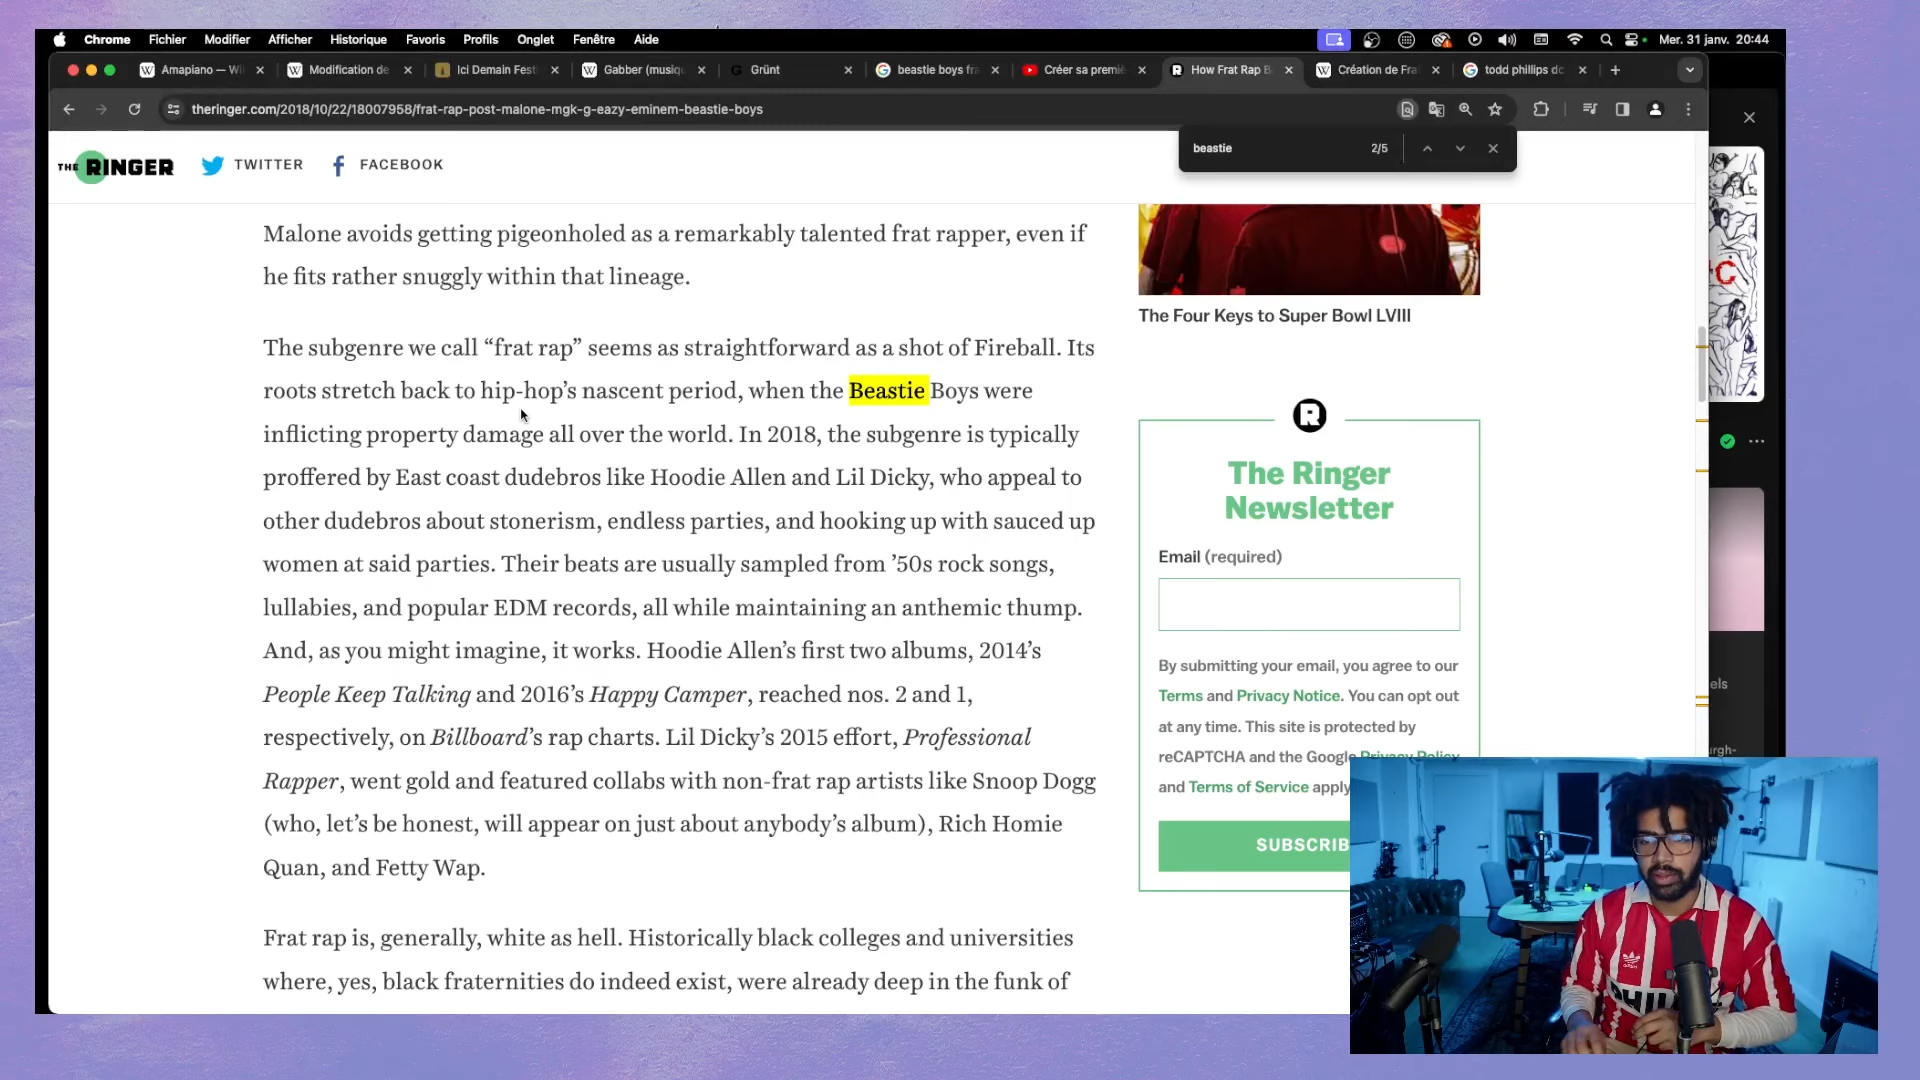 Chrome Fichier Modifier Afficher Historique Favoris Profils Onglet Fenêtre Aide
Mer. 31 janv. 20:44
Amapiano — Wi
Modification de
Ici Demain Fest
Gabber (musiqu
Grünt
beastie boys fra
Créer sa premiè
How Frat Rap B
Création de Fra
todd phillips dc
theringer.com/2018/10/22/18007958/frat-rap-post-malone-mgk-g-eazy-eminem-beastie-boys
beastie 2/5
THE RINGER
TWITTER
FACEBOOK
Malone avoids getting pigeonholed as a remarkably talented frat rapper, even if
he fits rather snuggly within that lineage.
The subgenre we call “frat rap” seems as straightforward as a shot of Fireball. Its
roots stretch back to hip-hop’s nascent period, when the Beastie Boys were
inflicting property damage all over the world. In 2018, the subgenre is typically
proffered by East coast dudebros like Hoodie Allen and Lil Dicky, who appeal to
other dudebros about stonerism, endless parties, and hooking up with sauced up
women at said parties. Their beats are usually sampled from ’50s rock songs,
lullabies, and popular EDM records, all while maintaining an anthemic thump.
And, as you might imagine, it works. Hoodie Allen’s first two albums, 2014’s
People Keep Talking and 2016’s Happy Camper, reached nos. 2 and 1,
respectively, on Billboard’s rap charts. Lil Dicky’s 2015 effort, Professional
Rapper, went gold and featured collabs with non-frat rap artists like Snoop Dogg
(who, let’s be honest, will appear on just about anybody’s album), Rich Homie
Quan, and Fetty Wap.
Frat rap is, generally, white as hell. Historically black colleges and universities
where, yes, black fraternities do indeed exist, were already deep in the funk of
The Four Keys to Super Bowl LVIII
R
The Ringer
Newsletter
Email (required)
By submitting your email, you agree to our
Terms and Privacy Notice. You can opt out
at any time. This site is protected by
reCAPTCHA and the Google Privacy Policy
and Terms of Service apply
SUBSCRIB
C
els
urgh-
adidas
PHIL